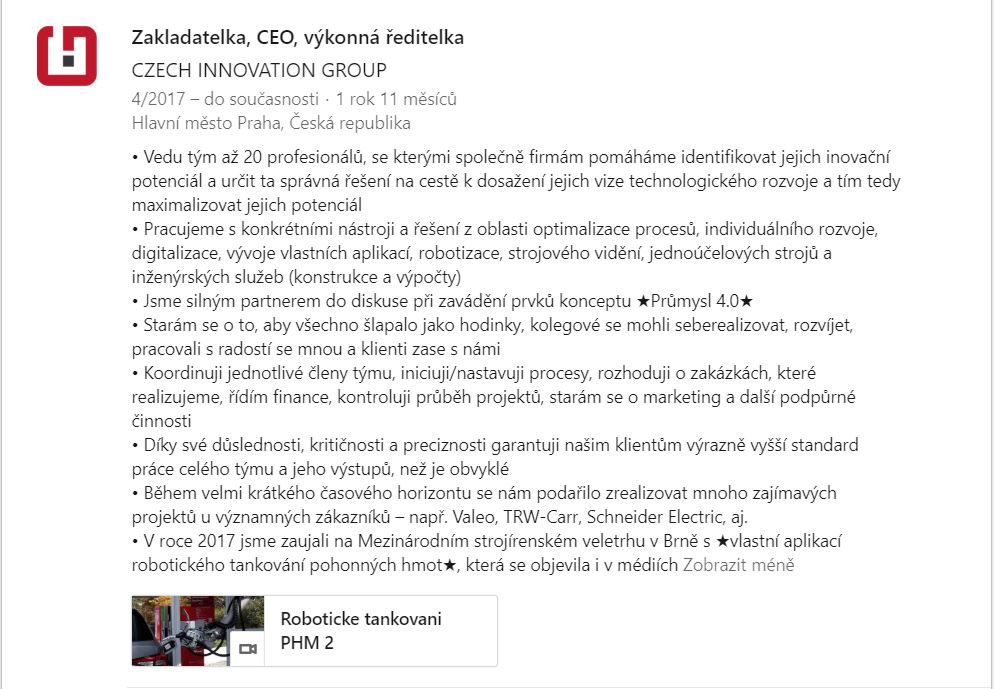 Zakladatelka, CEO, výkonná ředitelka
CZECH INNOVATION GROUP
4/2017 – do současnosti · 1 rok 11 měsíců
Hlavní město Praha, Česká republika
• Vedu tým až 20 profesionálů, se kterými společně firmám pomáháme identifikovat jejich inovační
potenciál a určit ta správná řešení na cestě k dosažení jejich vize technologického rozvoje a tím tedy
maximalizovat jejich potenciál
• Pracujeme s konkrétními nástroji a řešení z oblasti optimalizace procesů, individuálního rozvoje,
digitalizace, vývoje vlastních aplikací, robotizace, strojového vidění, jednoúčelových strojů a
inženýrských služeb (konstrukce a výpočty)
• Jsme silným partnerem do diskuse při zavádění prvků konceptu ★Průmysl 4.0★
• Starám se o to, aby všechno šlapalo jako hodinky, kolegové se mohli seberealizovat, rozvíjet,
pracovali s radostí se mnou a klienti zase s námi
• Koordinuji jednotlivé členy týmu, iniciuji/nastavuji procesy, rozhoduji o zakázkách, které
realizujeme, řídím finance, kontroluji průběh projektů, starám se o marketing a další podpůrné
činnosti
• Díky své důslednosti, kritičnosti a preciznosti garantuji našim klientům výrazně vyšší standard
práce celého týmu a jeho výstupů, než je obvyklé
• Během velmi krátkého časového horizontu se nám podařilo zrealizovat mnoho zajímavých
projektů u významných zákazníků – např. Valeo, TRW-Carr, Schneider Electric, aj.
• V roce 2017 jsme zaujali na Mezinárodním strojírenském veletrhu v Brně s ★vlastní aplikací
robotického tankování pohonných hmot★, která se objevila i v médiích Zobrazit méně
Roboticke tankovani
PHM 2